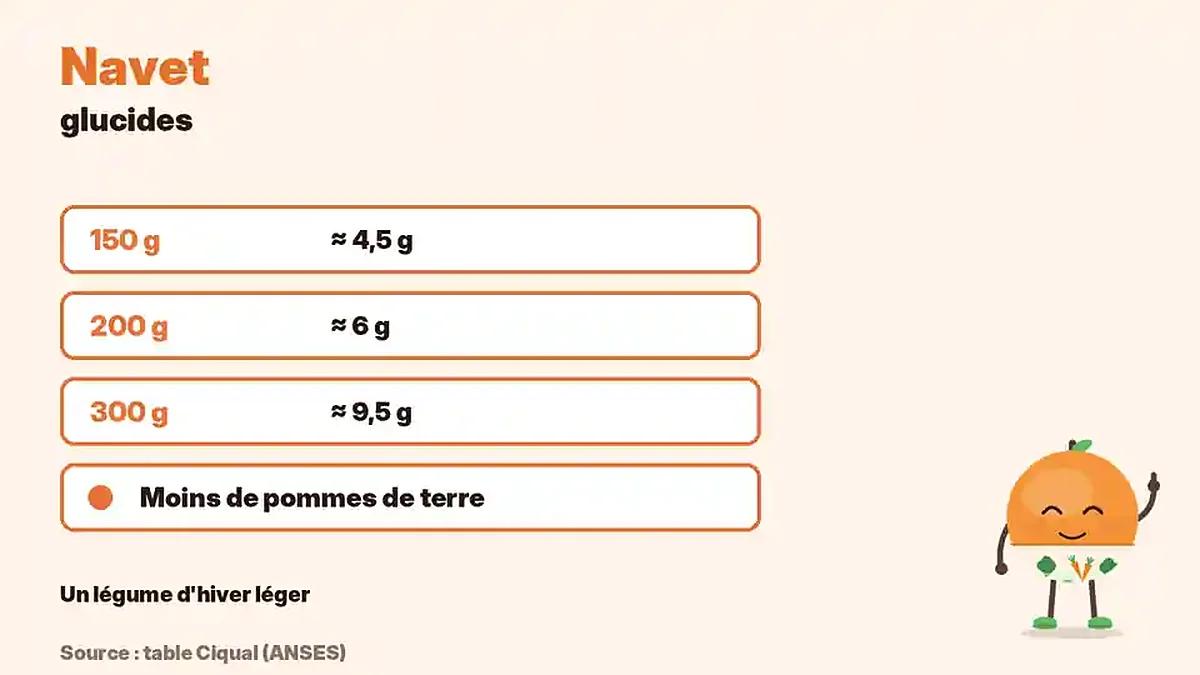 Navet
glucides
150 g ≈ 4,5 g
200 g ≈ 6 g
300 g ≈ 9,5 g
Moins de pommes de terre
Un légume d'hiver léger
Source : table Ciqual (ANSES)